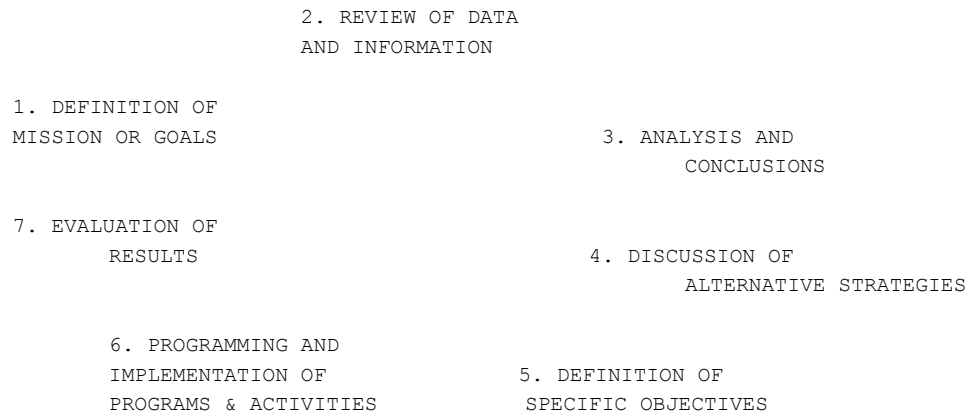 2. REVIEW OF DATA
AND INFORMATION
1. DEFINITION OF
MISSION OR GOALS
3. ANALYSIS AND
CONCLUSIONS
7. EVALUATION OF
RESULTS
4. DISCUSSION OF
ALTERNATIVE STRATEGIES
6. PROGRAMMING AND
IMPLEMENTATION OF
PROGRAMS & ACTIVITIES
5. DEFINITION OF
SPECIFIC OBJECTIVES